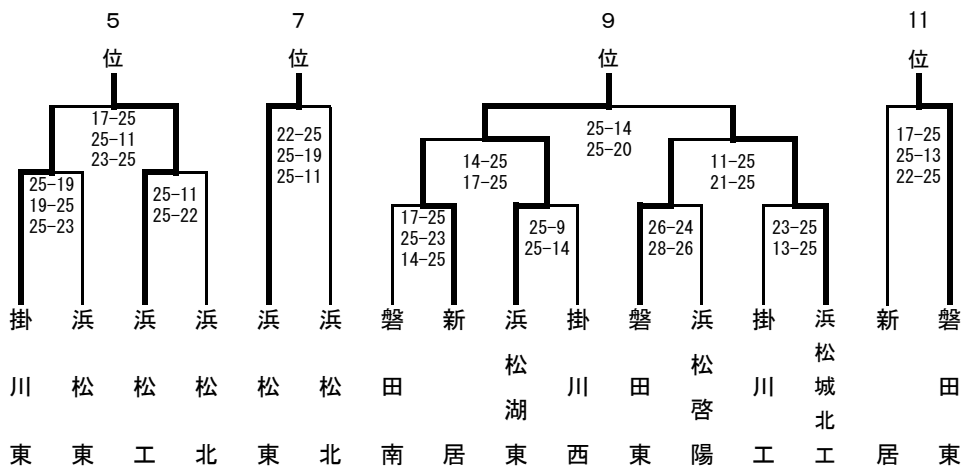 5位
7位
9位
11位
17-25
25-11
23-25
22-25
25-19
25-11
25-14
25-20
17-25
25-13
22-25
14-25
17-25
11-25
21-25
25-19
19-25
25-23
25-11
25-22
17-25
25-23
14-25
25-9
25-14
26-24
28-26
23-25
13-25
掛川東
浜松東
浜松工
浜松北
浜松東
浜松北
磐田南
新居
浜松湖東
掛川西
磐田東
浜松啓陽
掛川工
浜松城北工
新居
磐田東